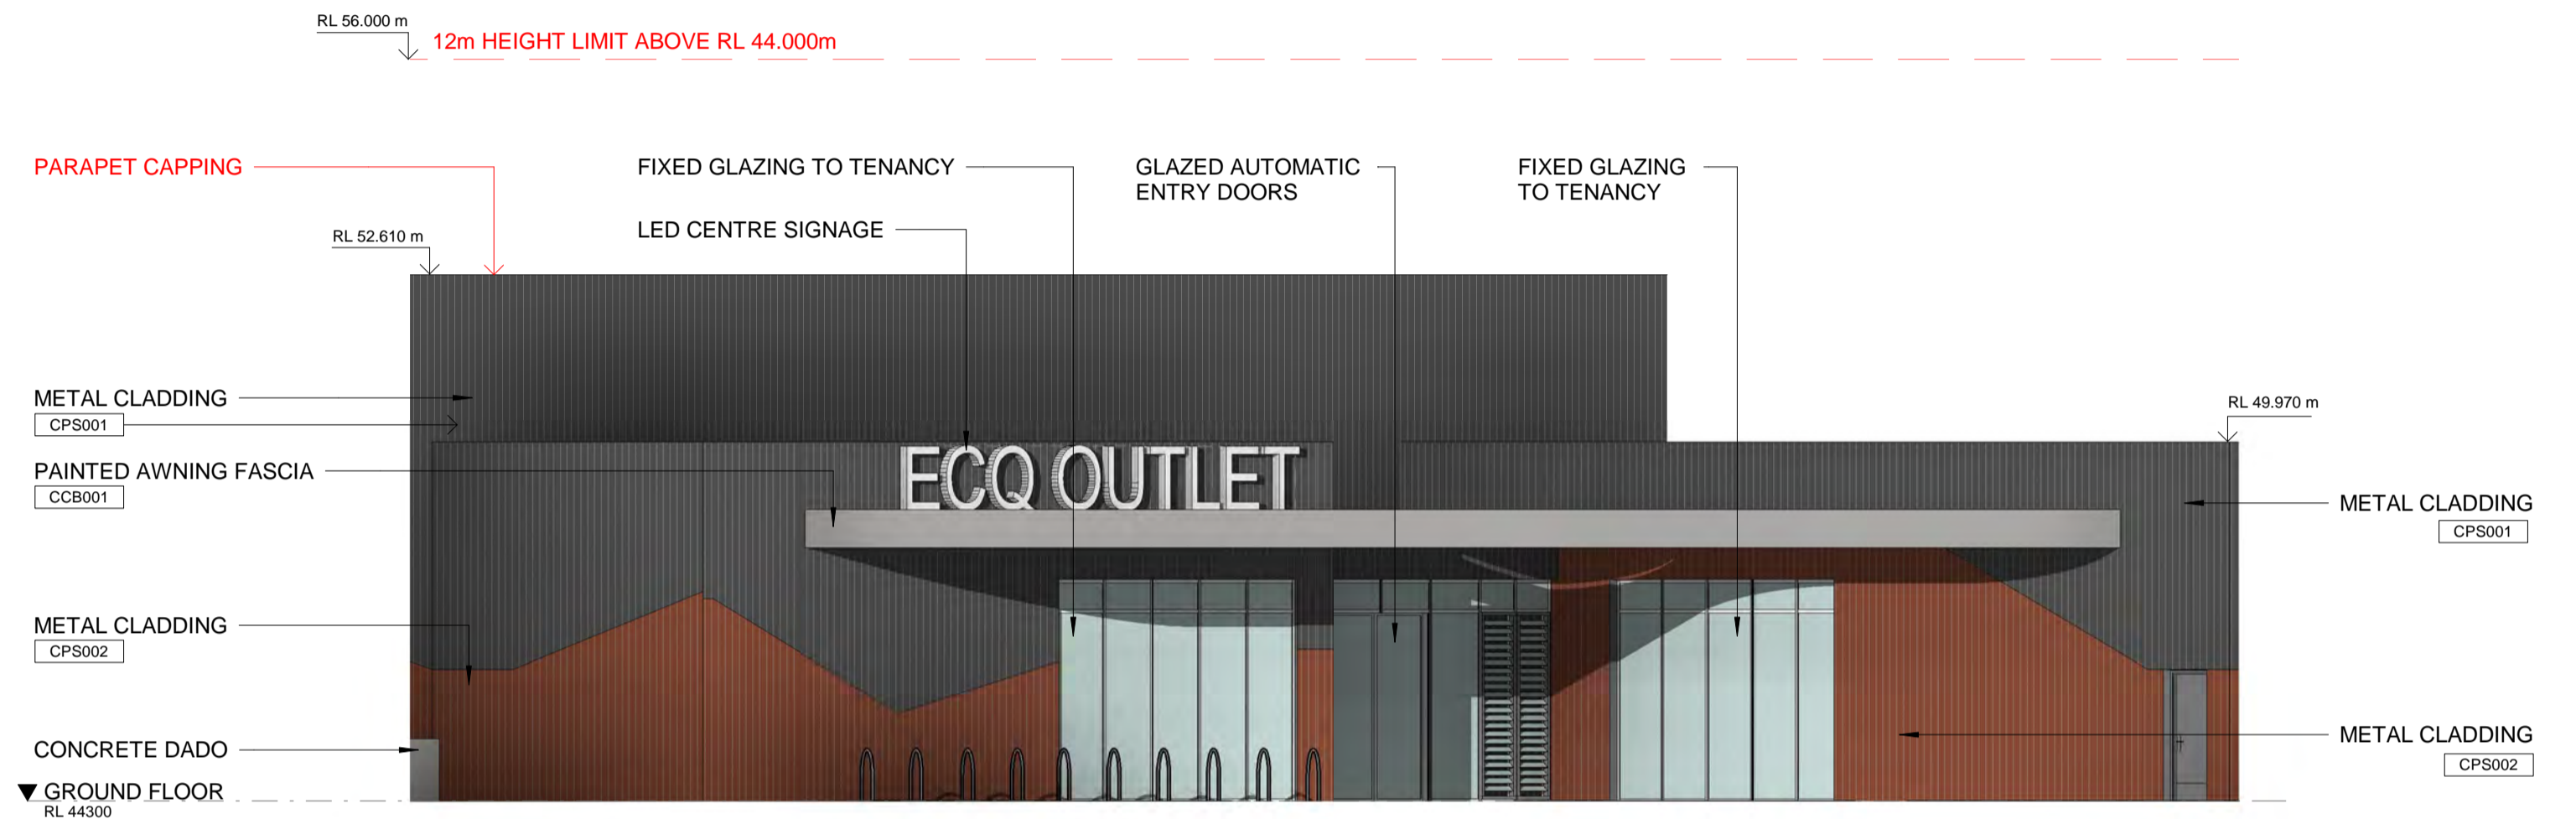 RL 56.000 m
12m HEIGHT LIMIT ABOVE RL 44.000m
PARAPET CAPPING
FIXED GLAZING TO TENANCY
GLAZED AUTOMATIC
ENTRY DOORS
FIXED GLAZING
TO TENANCY
LED CENTRE SIGNAGE
RL 52.610 m
METAL CLADDING
CPS001
RL 49.970 m
PAINTED AWNING FASCIA
CCB001
ECQ OUTLET
METAL CLADDING
CPS001
METAL CLADDING
CPS002
METAL CLADDING
CPS002
CONCRETE DADO
GROUND FLOOR
RL 44300